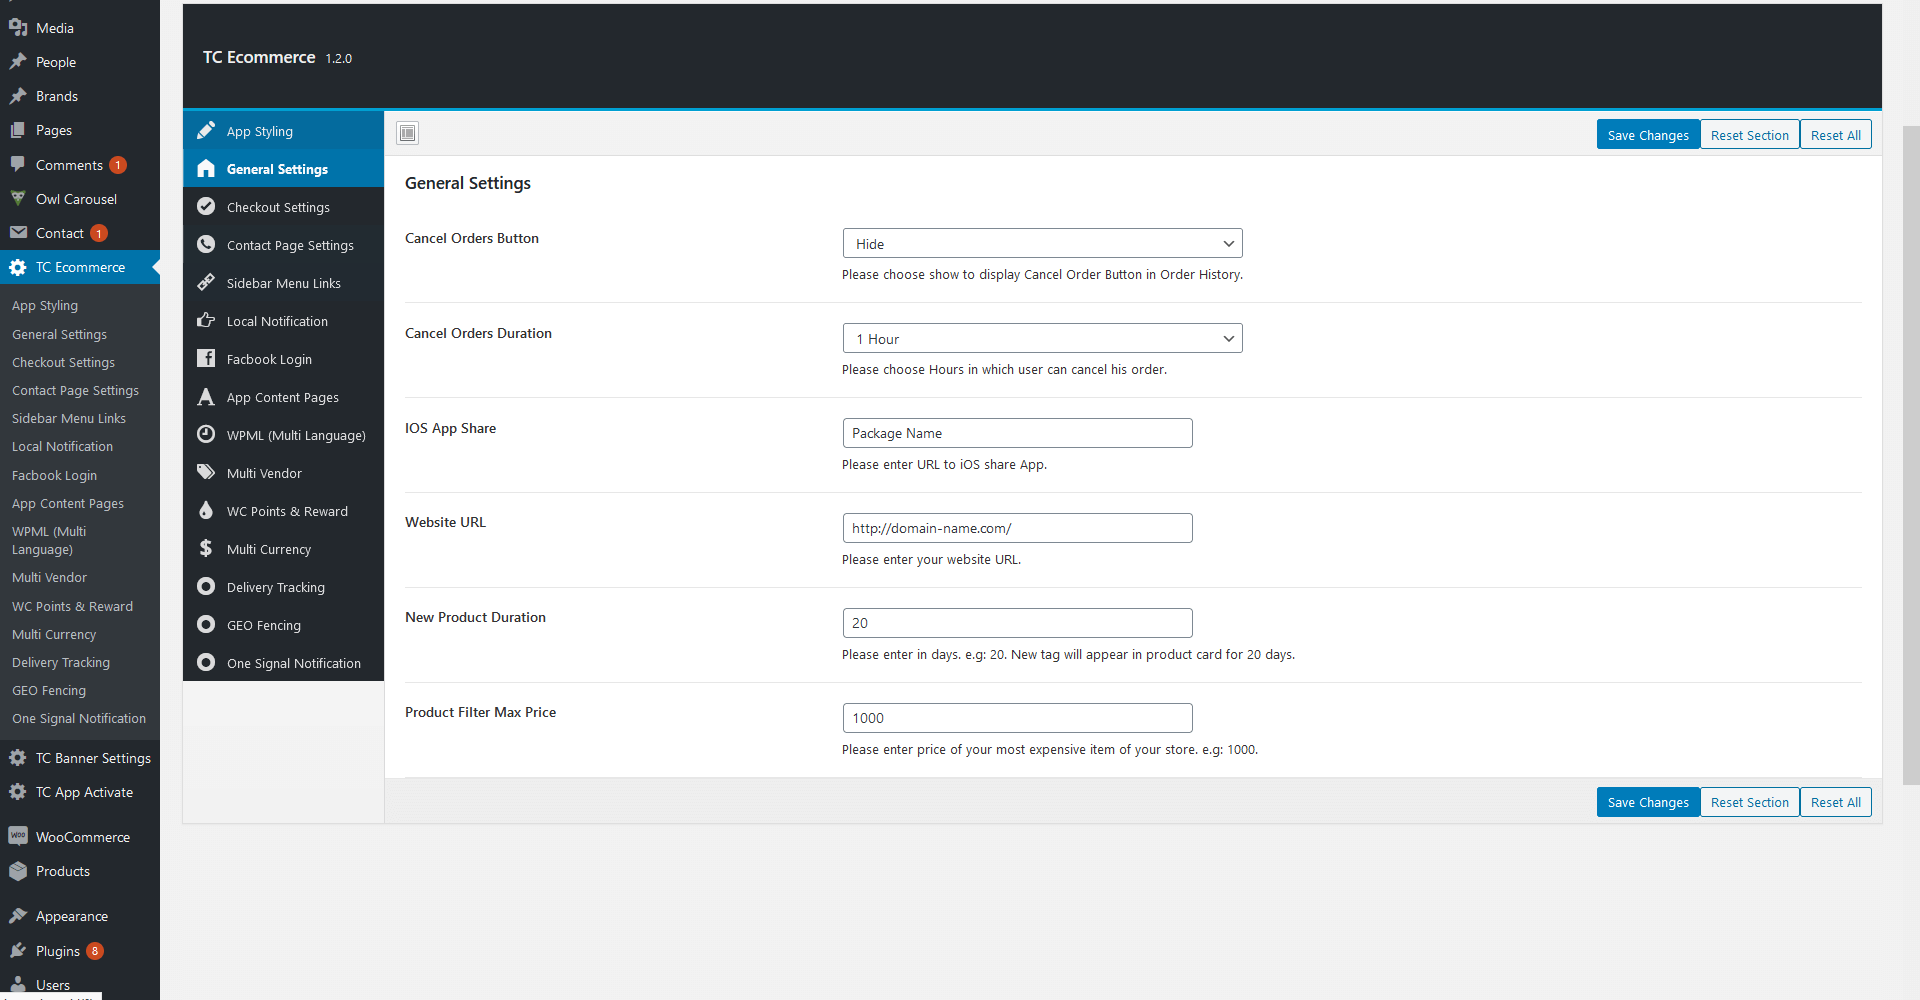 Media
People
Brands
Pages
Comments 1
Owl Carousel
Contact 1
TC Ecommerce
App Styling
General Settings
Checkout Settings
Contact Page Settings
Sidebar Menu Links
Local Notification
Facbook Login
App Content Pages
WPML (Multi
Language)
Multi Vendor
WC Points & Reward
Multi Currency
Delivery Tracking
GEO Fencing
One Signal Notification
TC Banner Settings
TC App Activate
Woo WooCommerce
Products
Appearance
Plugins 8
Users
TC Ecommerce 1.2.0
App Styling
General Settings
Checkout Settings
Contact Page Settings
Sidebar Menu Links
Local Notification
Facbook Login
App Content Pages
WPML (Multi Language)
Multi Vendor
WC Points & Reward
Multi Currency
Delivery Tracking
GEO Fencing
One Signal Notification
Save Changes Reset Section Reset All
General Settings
Cancel Orders Button
Hide
Please choose show to display Cancel Order Button in Order History.
Cancel Orders Duration
1 Hour
Please choose Hours in which user can cancel his order.
IOS App Share
Package Name
Please enter URL to iOS share App.
Website URL
http://domain-name.com/
Please enter your website URL.
New Product Duration
20
Please enter in days. e.g: 20. New tag will appear in product card for 20 days.
Product Filter Max Price
1000
Please enter price of your most expensive item of your store. e.g: 1000.
Save Changes Reset Section Reset All